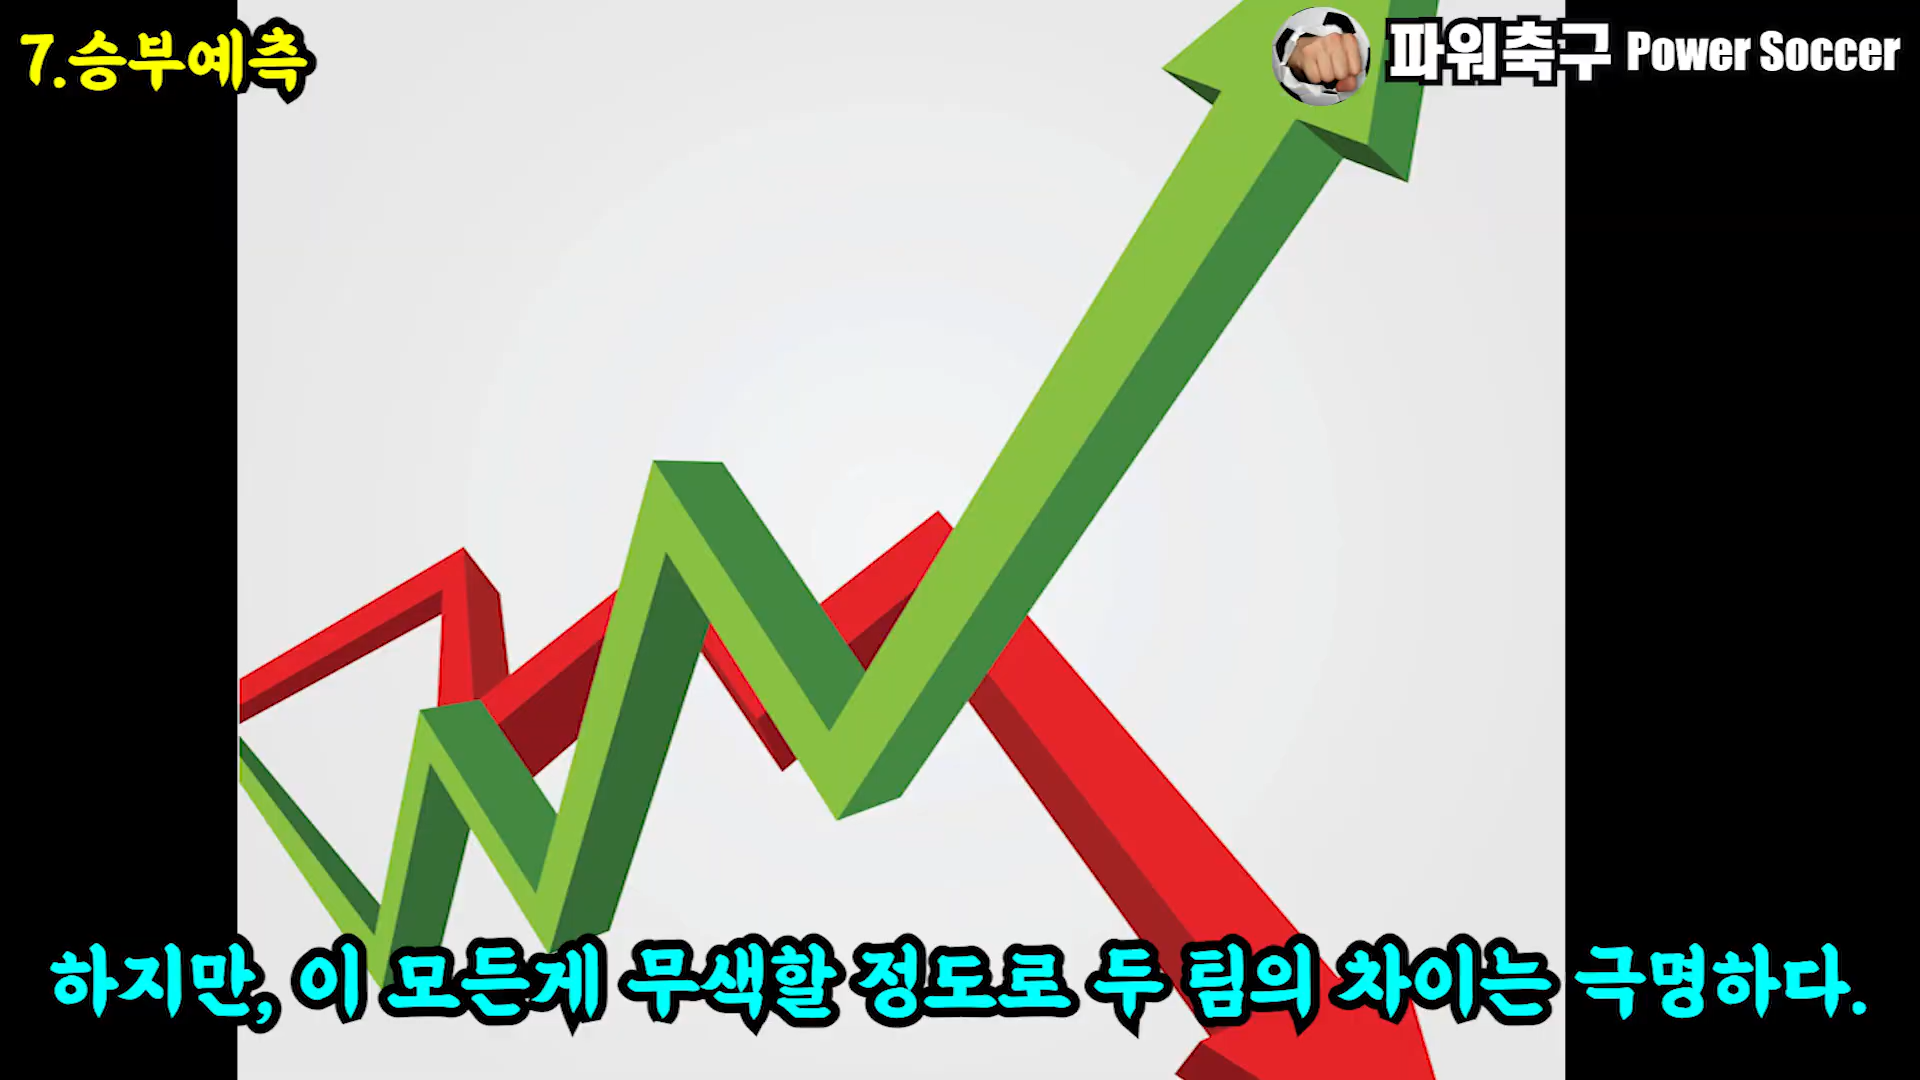 7.승부예측
파워축구 Power Soccer
하지만, 이 모든게 무색할 정도로 두 팀의 차이는 극명하다.